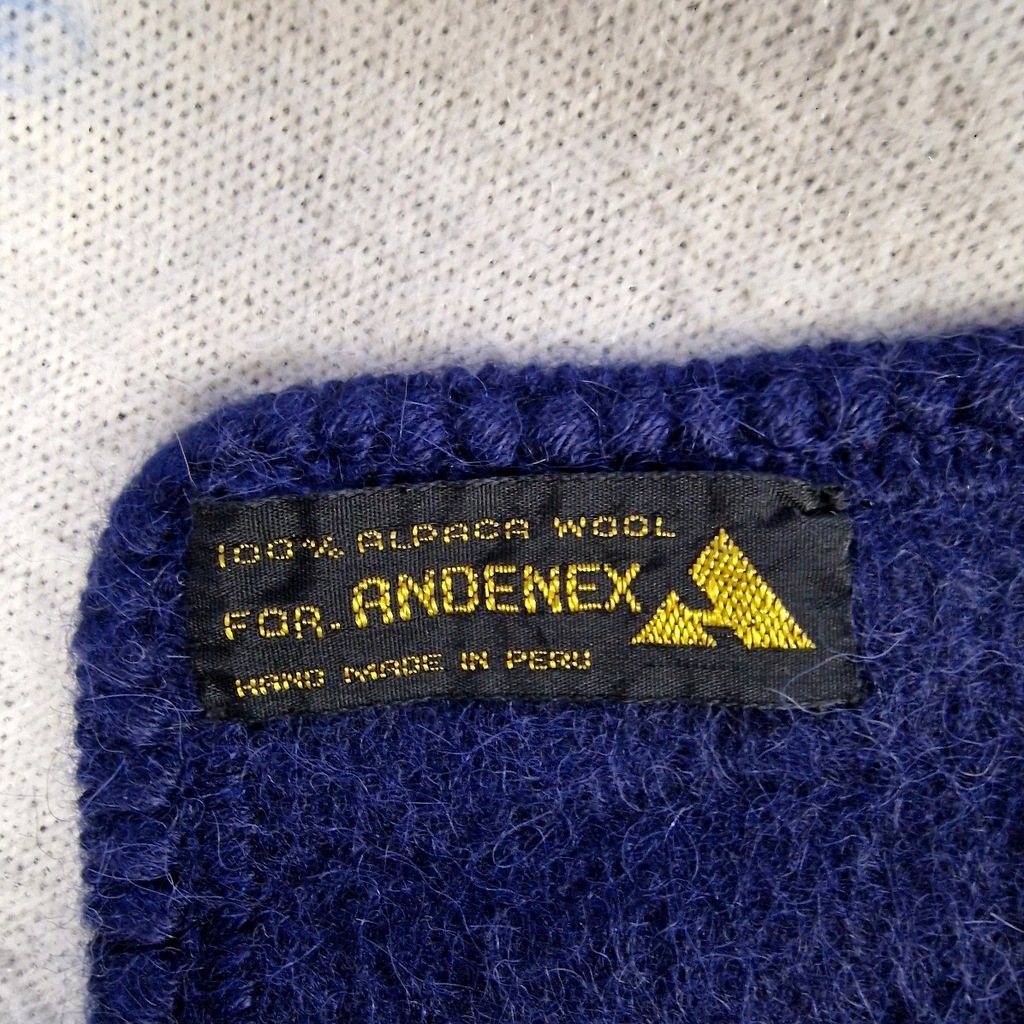 100% ALPACA WOOL
FOR. ANDENEX
HAND MADE IN PERU